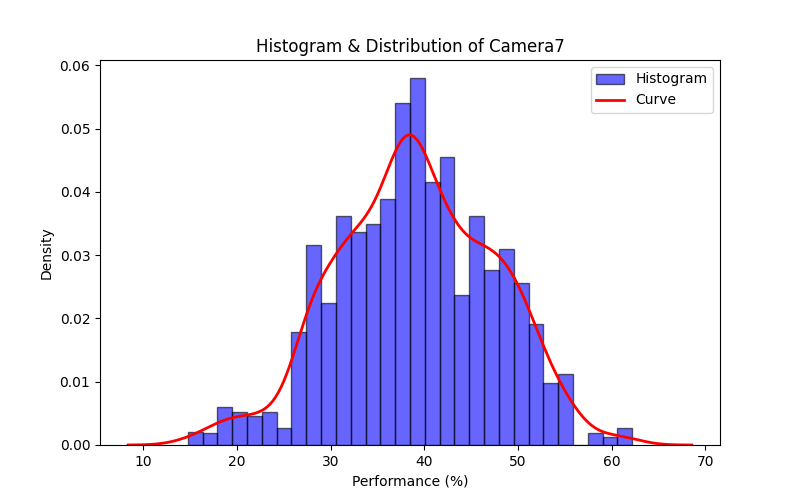 Histogram & Distribution of Camera7
Histogram
Curve
Density
0.06
0.05
0.04
0.03
0.02
0.01
0.00
10 20 30 40 50 60 70
Performance (%)